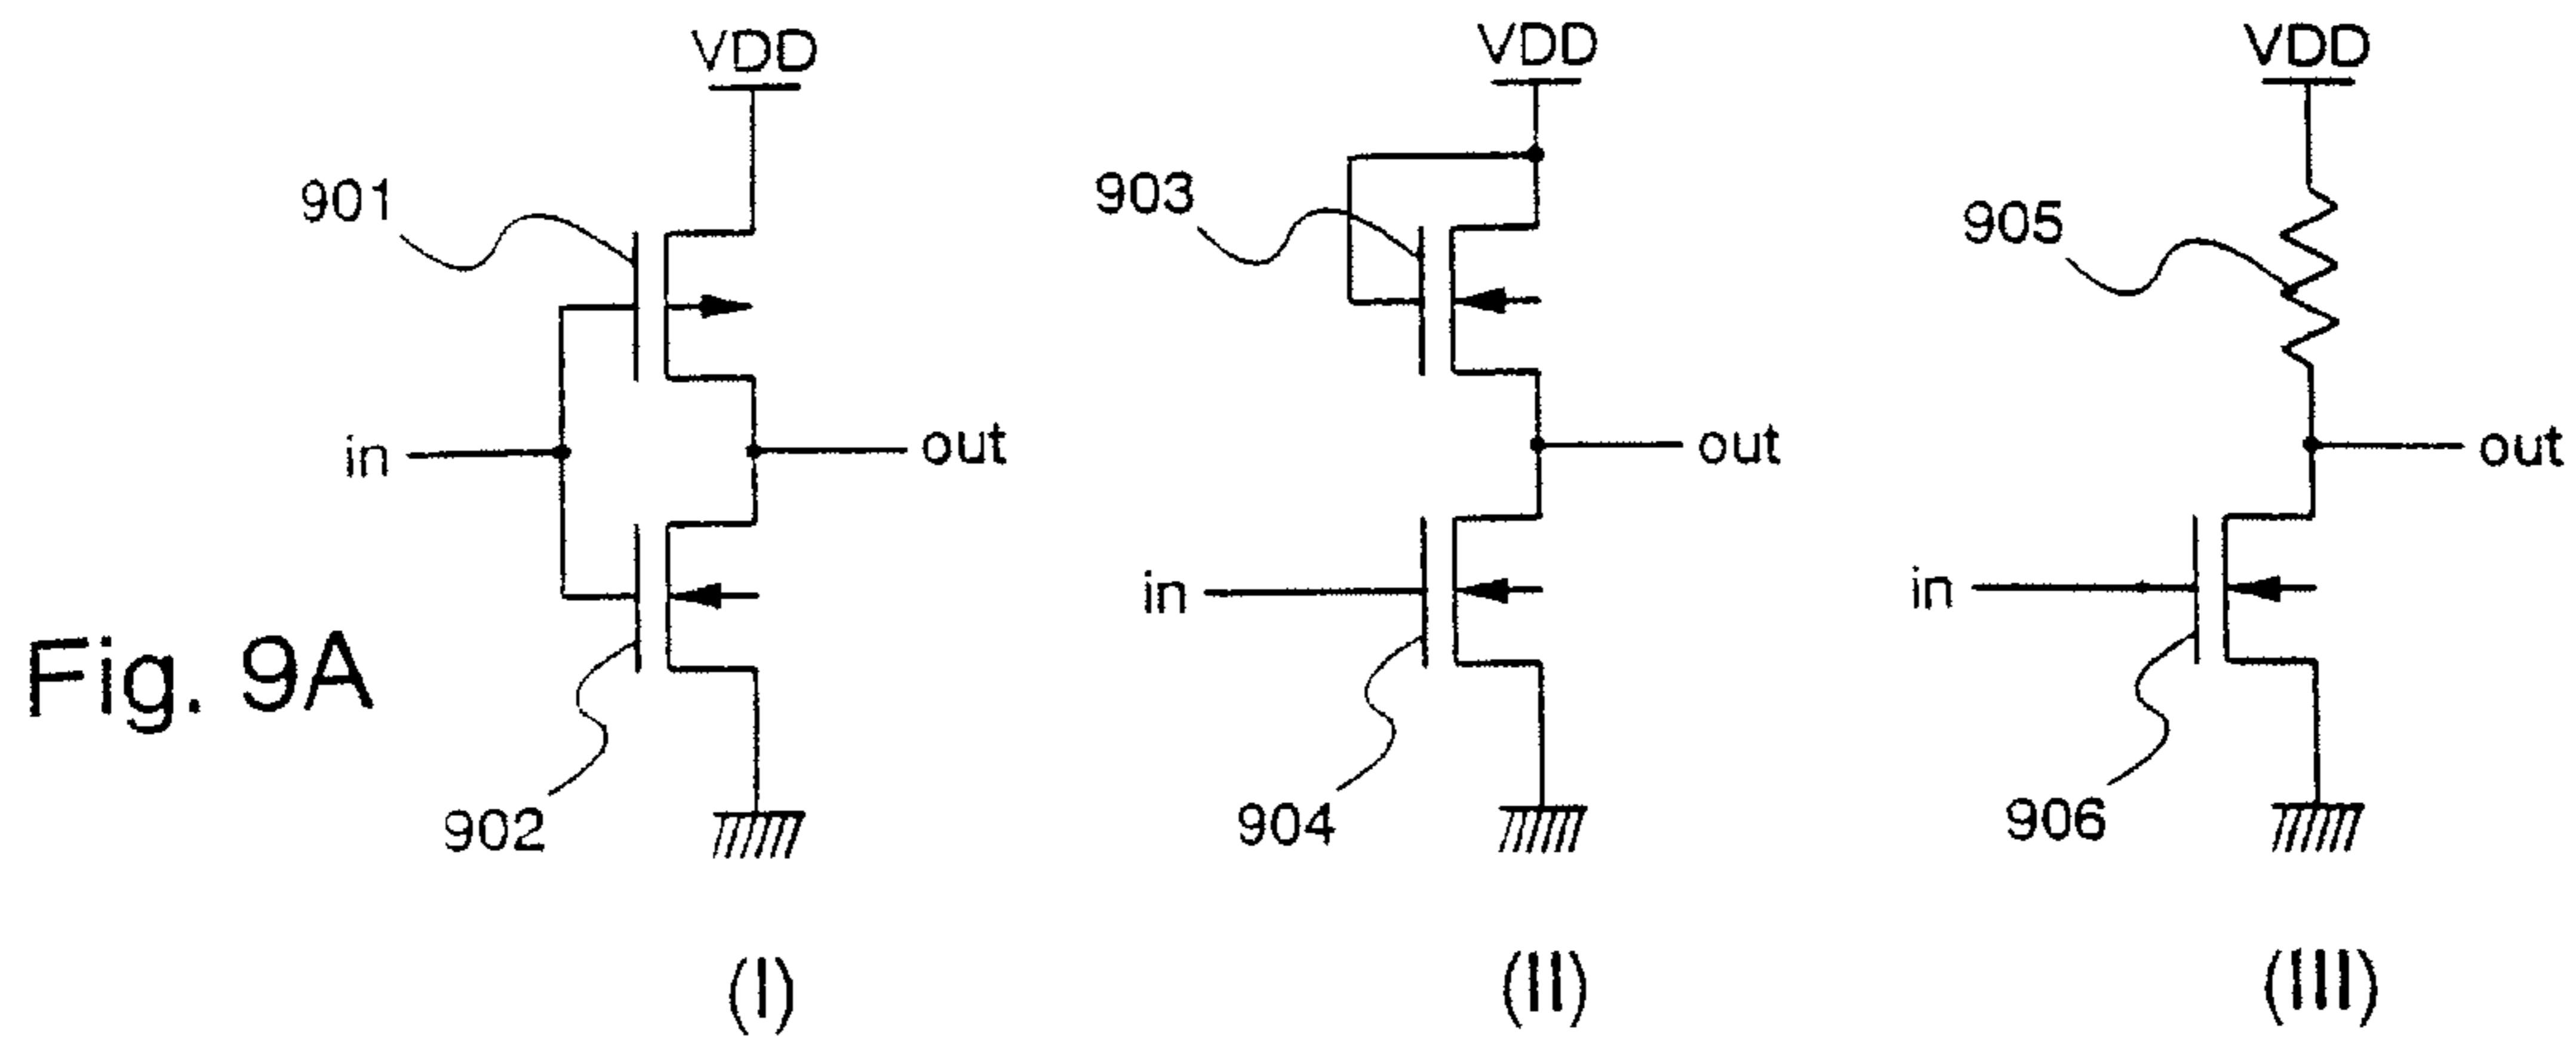 VDD VDD VDD
901 903 905
in out out out
in in
Fig. 9A
902 904 906
(I) (II) (III)